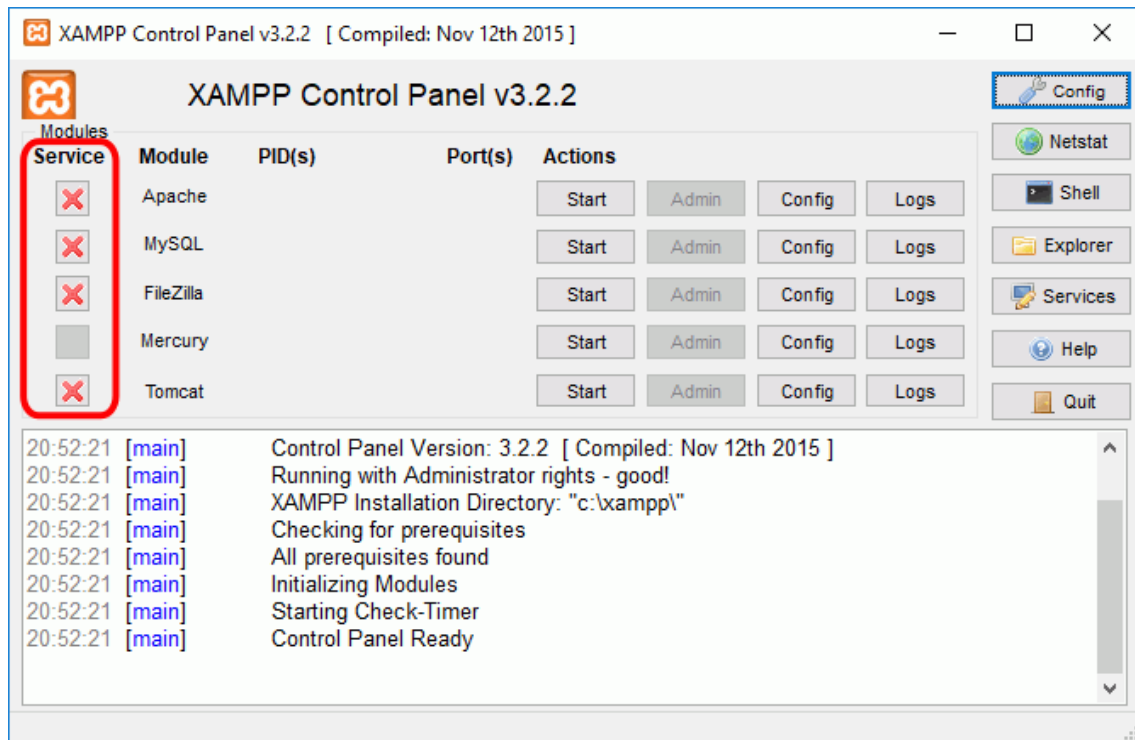 XAMPP Control Panel v3.2.2 [ Compiled: Nov 12th 2015 ]
XAMPP Control Panel v3.2.2
Config
Modules
Netstat
Service Module PID(s) Port(s) Actions
Apache Start Admin Config Logs
Shell
MySQL Start Admin Config Logs
Explorer
FileZilla Start Admin Config Logs
Services
Mercury Start Admin Config Logs
Help
Tomcat Start Admin Config Logs
Quit
20:52:21 [main] Control Panel Version: 3.2.2 [ Compiled: Nov 12th 2015 ]
20:52:21 [main] Running with Administrator rights - good!
20:52:21 [main] XAMPP Installation Directory: "c:\xampp\"
20:52:21 [main] Checking for prerequisites
20:52:21 [main] All prerequisites found
20:52:21 [main] Initializing Modules
20:52:21 [main] Starting Check-Timer
20:52:21 [main] Control Panel Ready